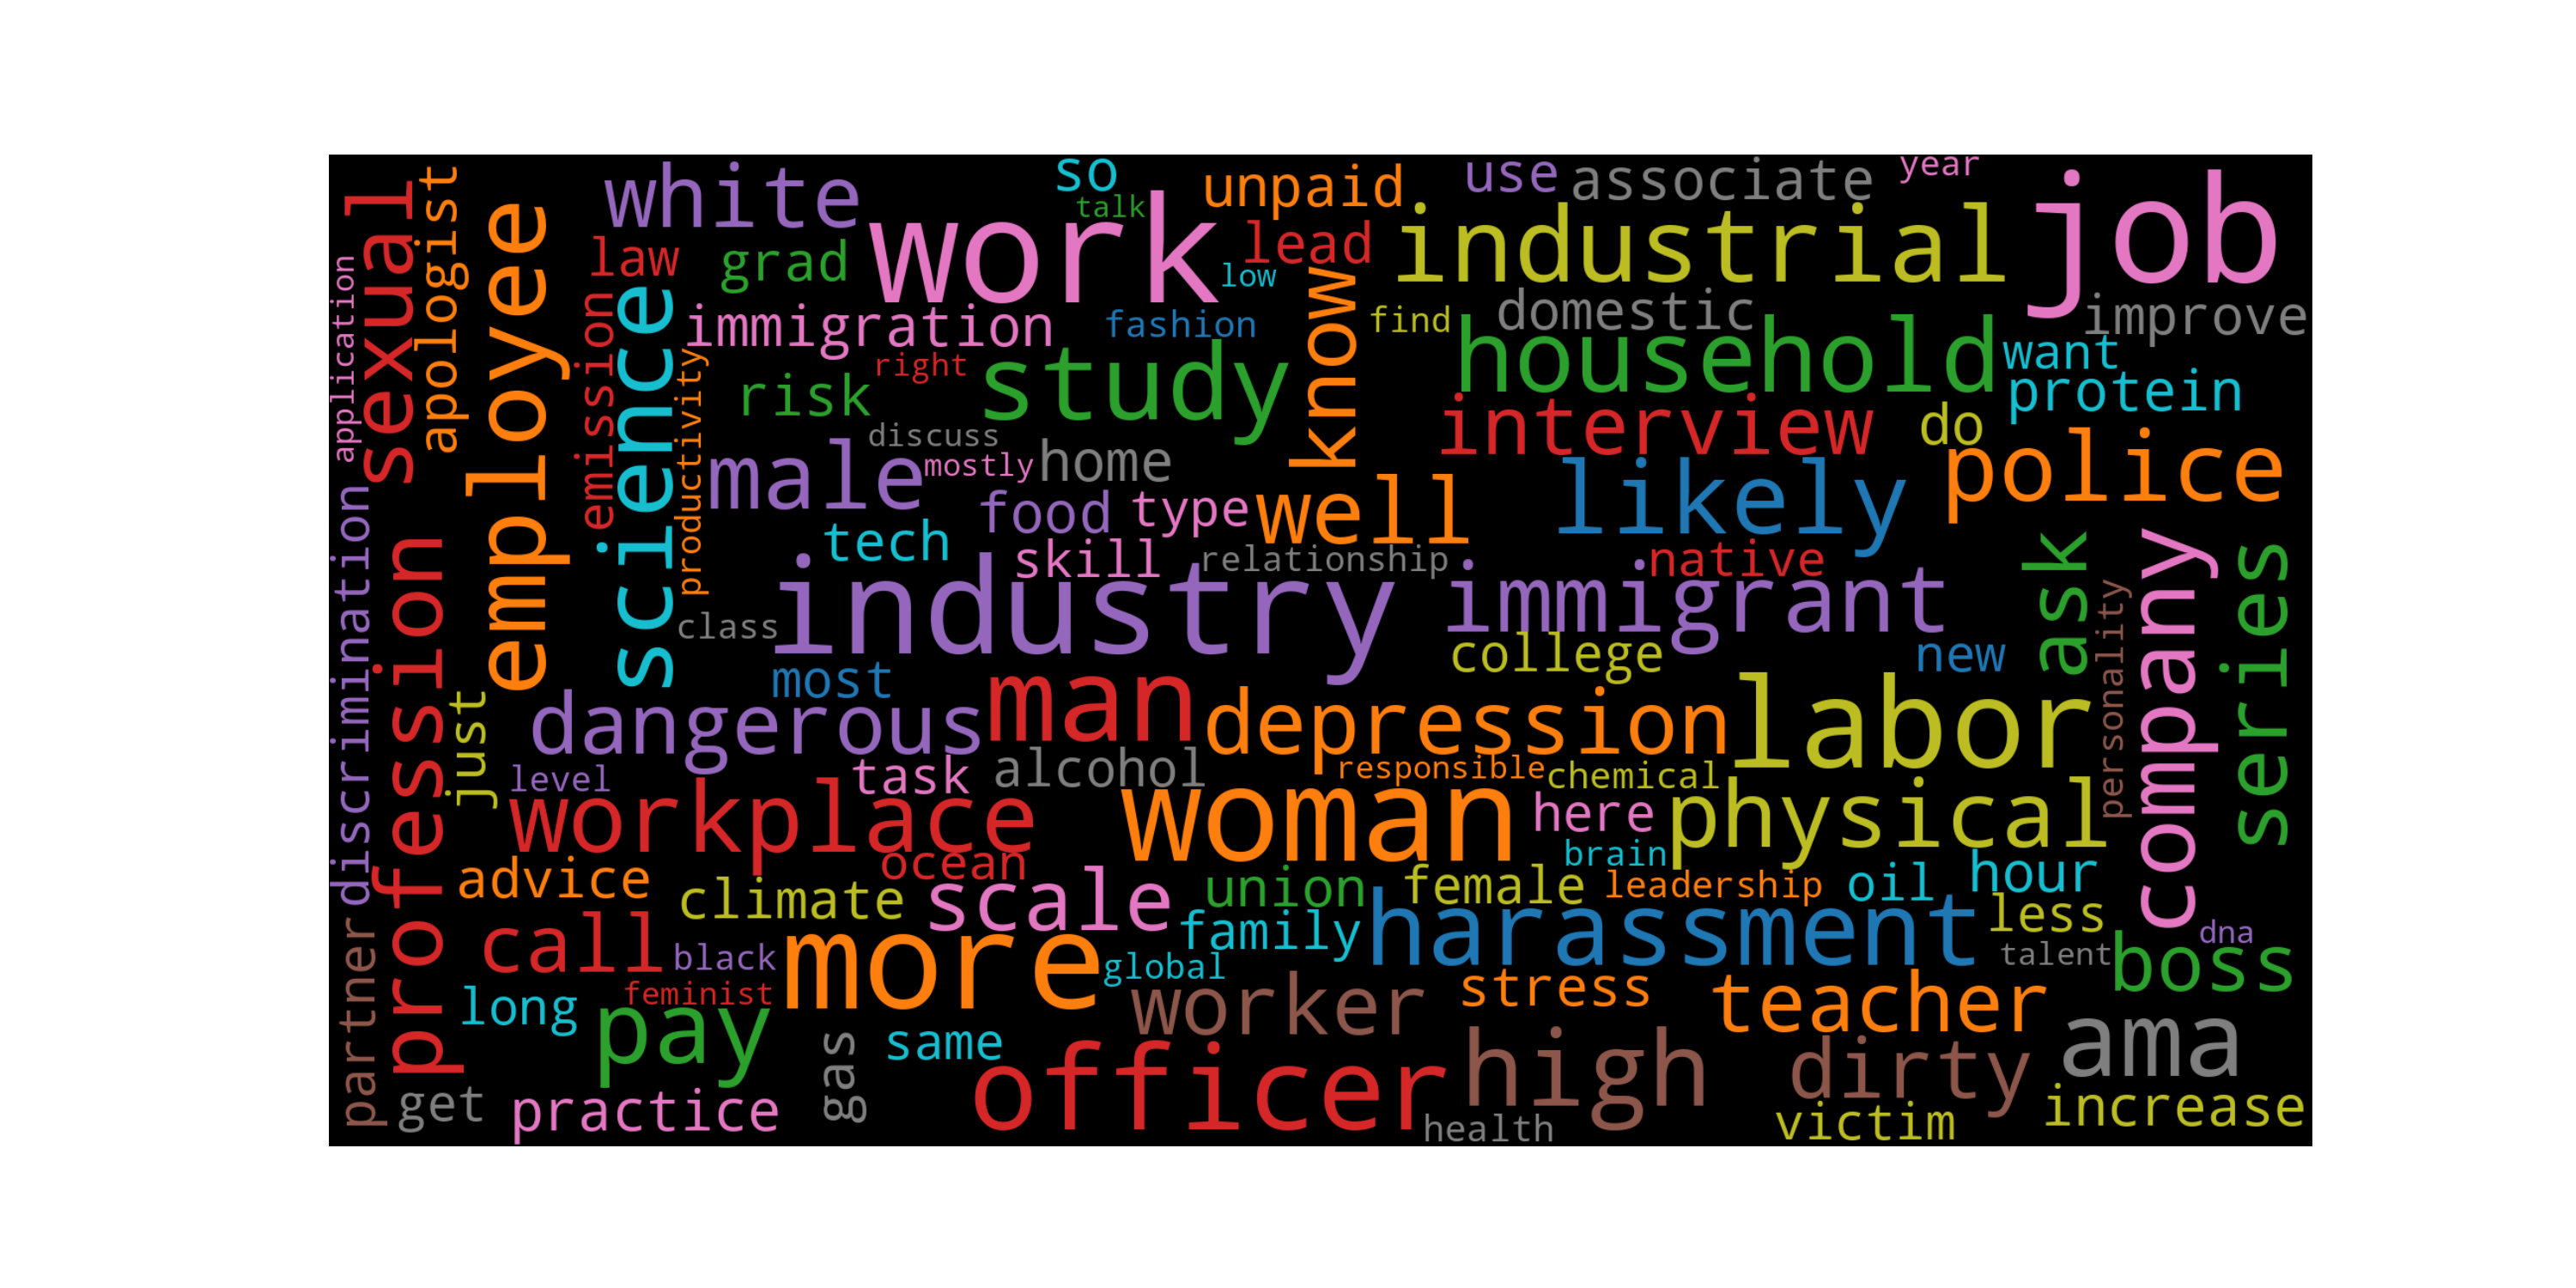 so
unpaid
use
associate
year
job
white
talk
work
lead
industrial
law
grad
low
immigration
fashion
find
domestic
improve
right
study
know
household
want
risk
protein
discuss
interview
do
male
mostly
home
likely
police
food
type
well
tech
skill
relationship
native
industry
immigrant
class
college
new
most
man
dangerous
depression
labor
level
task
alcohol
responsible
chemical
workplace
woman
here
physical
ocean
brain
advice
climate
scale
union
female
leadership
oil
hour
call
black
more
family
harassment
less
dna
global
talent
boss
feminist
long
pay
worker
stress
teacher
same
officer
high
dirty
ama
get
practice
health
victim
increase
application
sexual
apologist
employee
emission
science
productivity
discrimination
profession
just
partner
gas
ask
personality
company
series